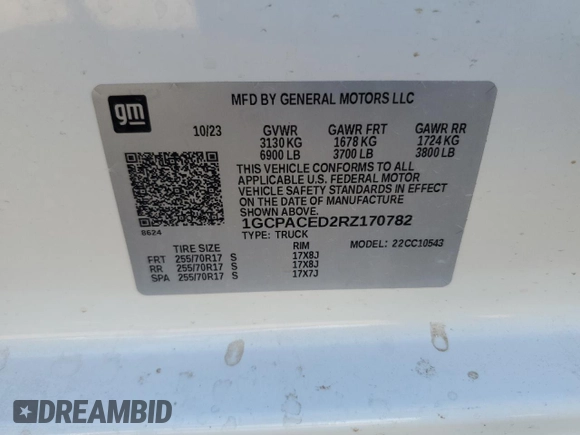 gm
MFD BY GENERAL MOTORS LLC
10/23 GVWR GAWR FRT GAWR RR
3130 KG 1678 KG 1724 KG
6900 LB 3700 LB 3800 LB
THIS VEHICLE CONFORMS TO ALL
APPLICABLE U.S. FEDERAL MOTOR
VEHICLE SAFETY STANDARDS IN EFFECT
ON THE DATE OF MANUFACTURE
SHOWN ABOVE.
1GCPACED2RZ170782
8624
TYPE: TRUCK MODEL: 22CC10543
TIRE SIZE RIM
FRT 255/70R17 S 17X8J
RR 255/70R17 S 17X8J
SPA 255/70R17 S 17X7J
DREAMBID